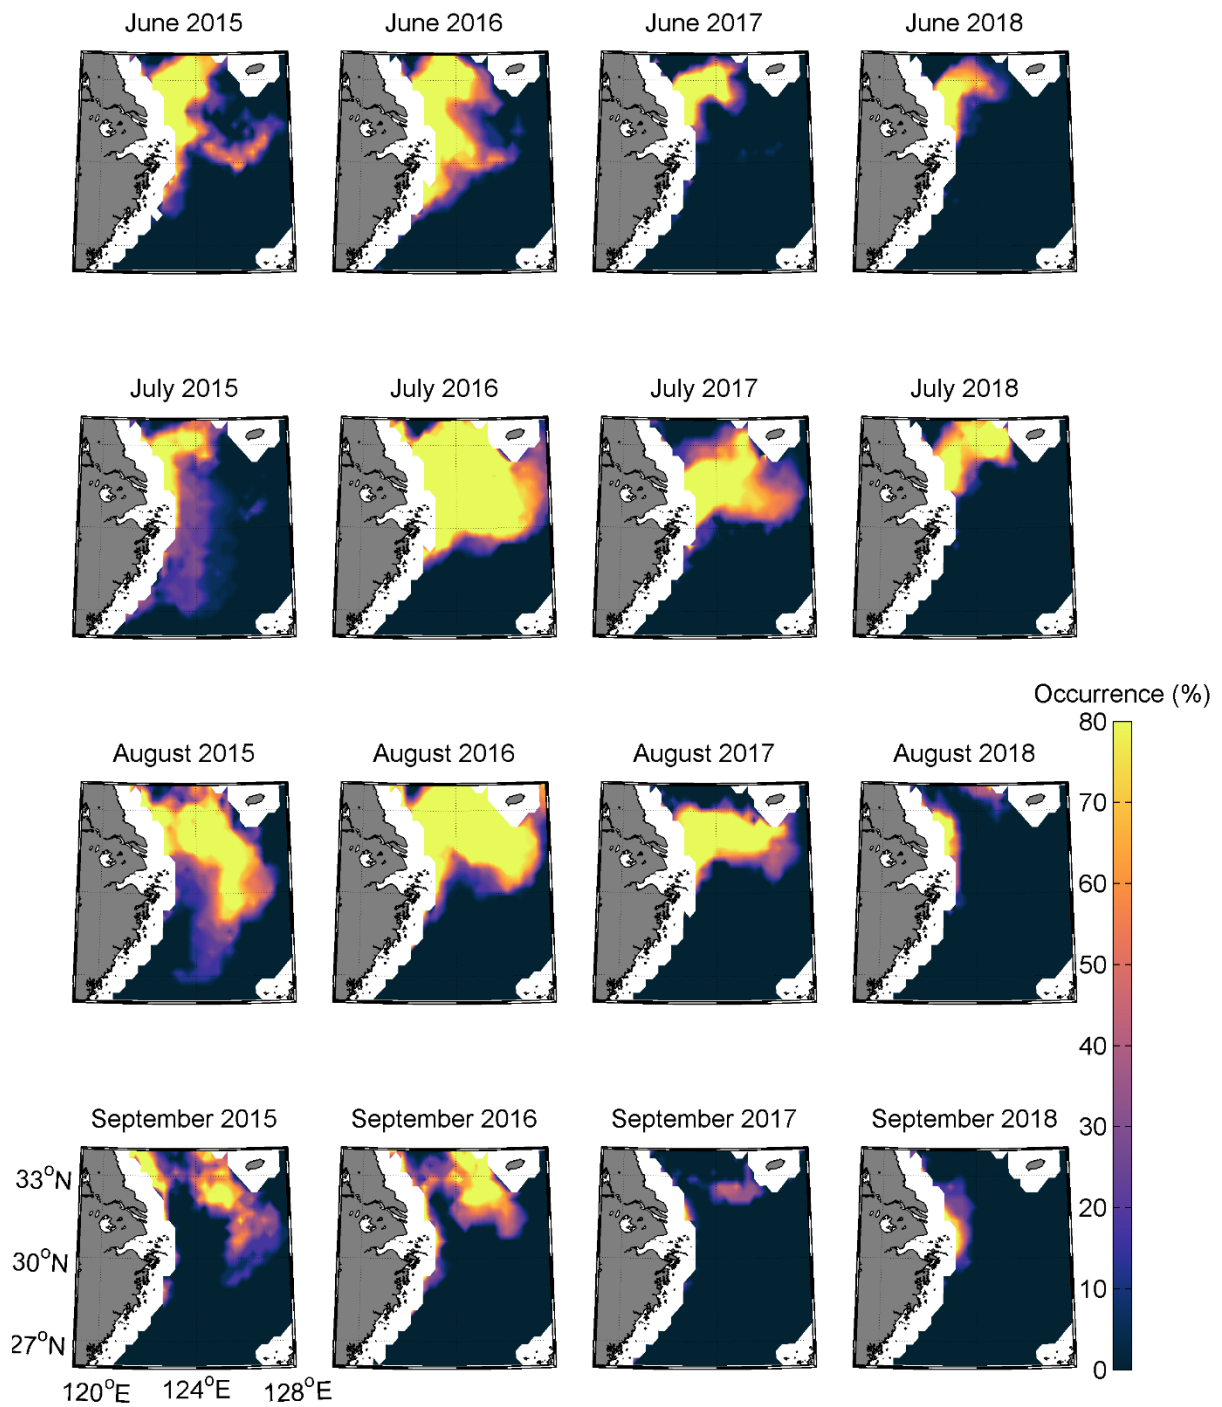 June 2015
June 2016
June 2017
June 2018
July 2015
July 2016
July 2017
July 2018
Occurrence (%)
August 2015
August 2016
August 2017
August 2018
80
70
60
50
40
30
20
10
0
September 2015
September 2016
September 2017
September 2018
33°N
30°N
27°N
120°E
124°E
128°E